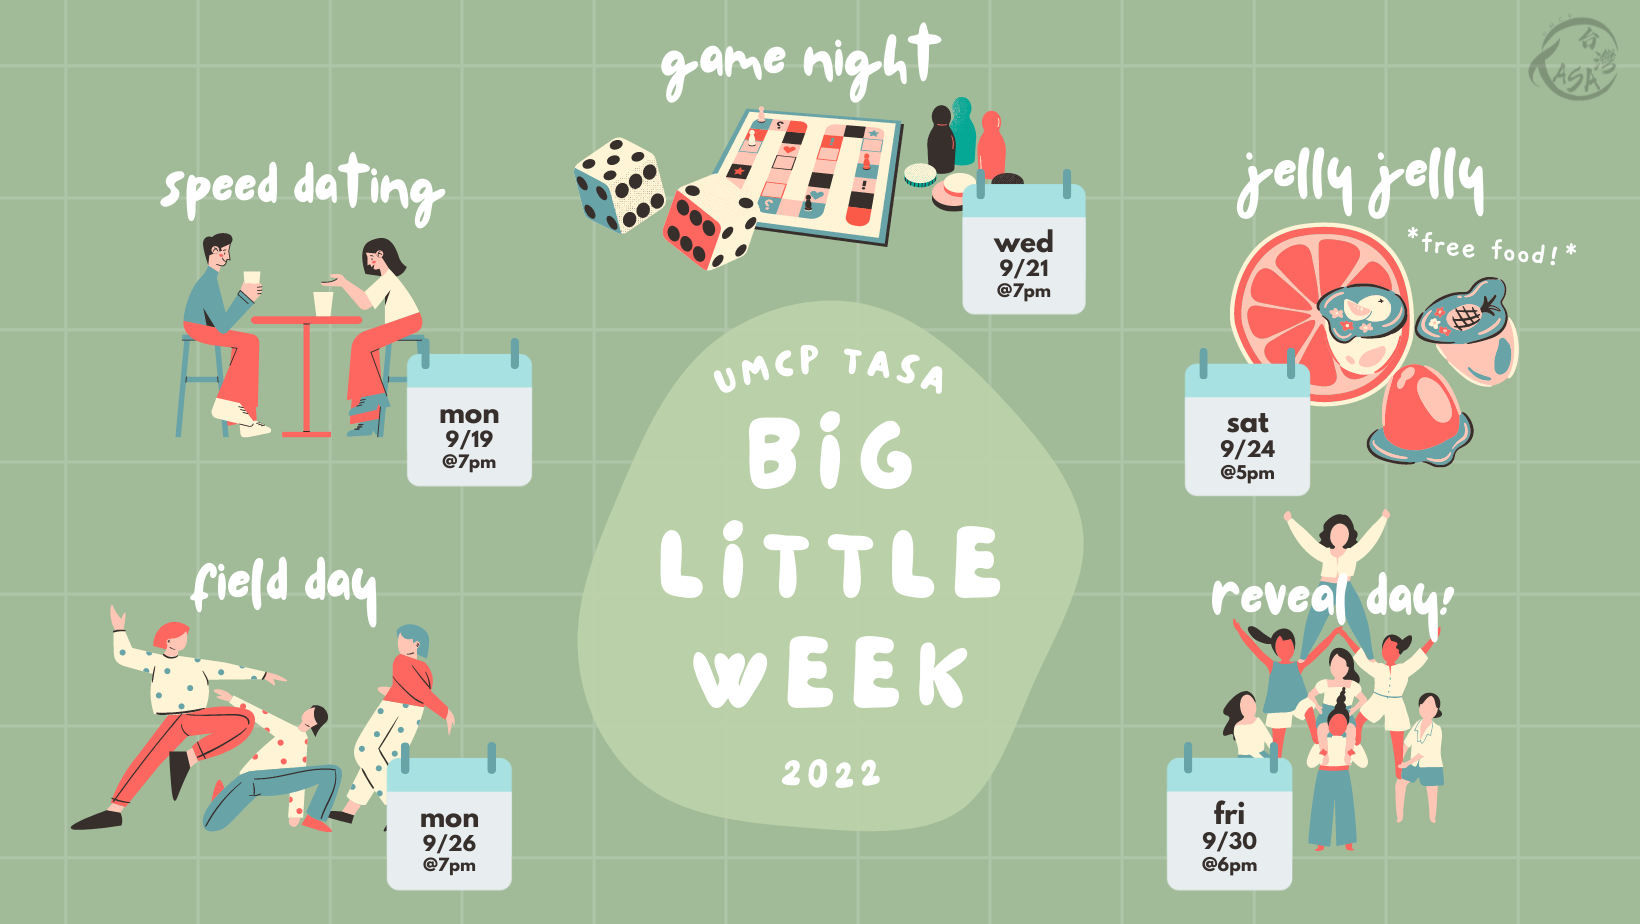 game night
wed
9/21
@7pm
speed dating
mon
9/19
@7pm
jelly jelly
*free food!*
sat
9/24
@5pm
UMCP TASA
BiG
LiTTLE
WEEK
2022
field day
mon
9/26
@7pm
reveal day!
fri
9/30
@6pm
台
灣
TASA